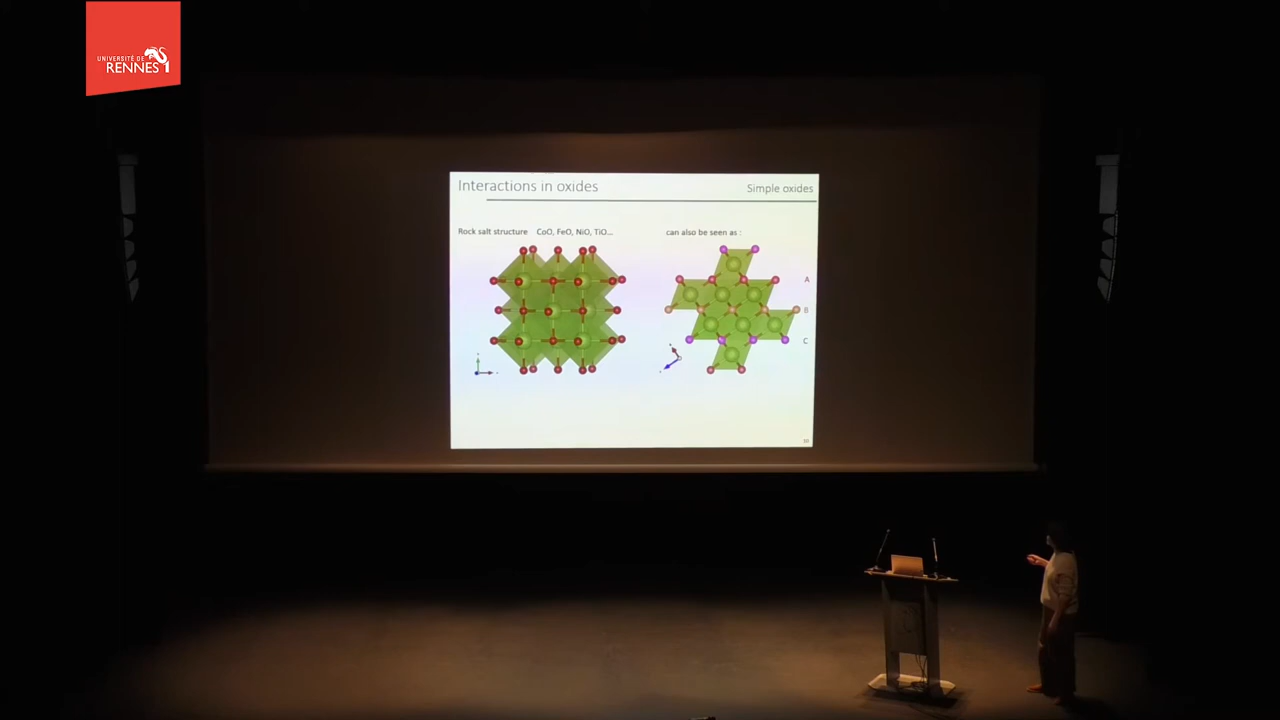 UNIVERSITÉ DE
RENNES 1
Interactions in oxides
Simple oxides
Rock salt structure CoO, FeO, NiO, TiO...
can also be seen as :
A
B
C
10